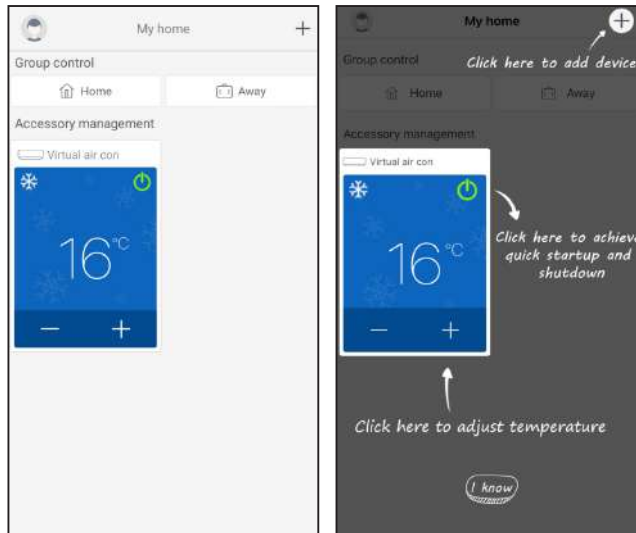 My home +
Group control
Home Away
Accessory management
Virtual air con
16°C
− +
My home +
Group control
Click here to add device
Home Away
Accessory management
Virtual air con
16°C
Click here to achieve
quick startup and
shutdown
− +
Click here to adjust temperature
I know